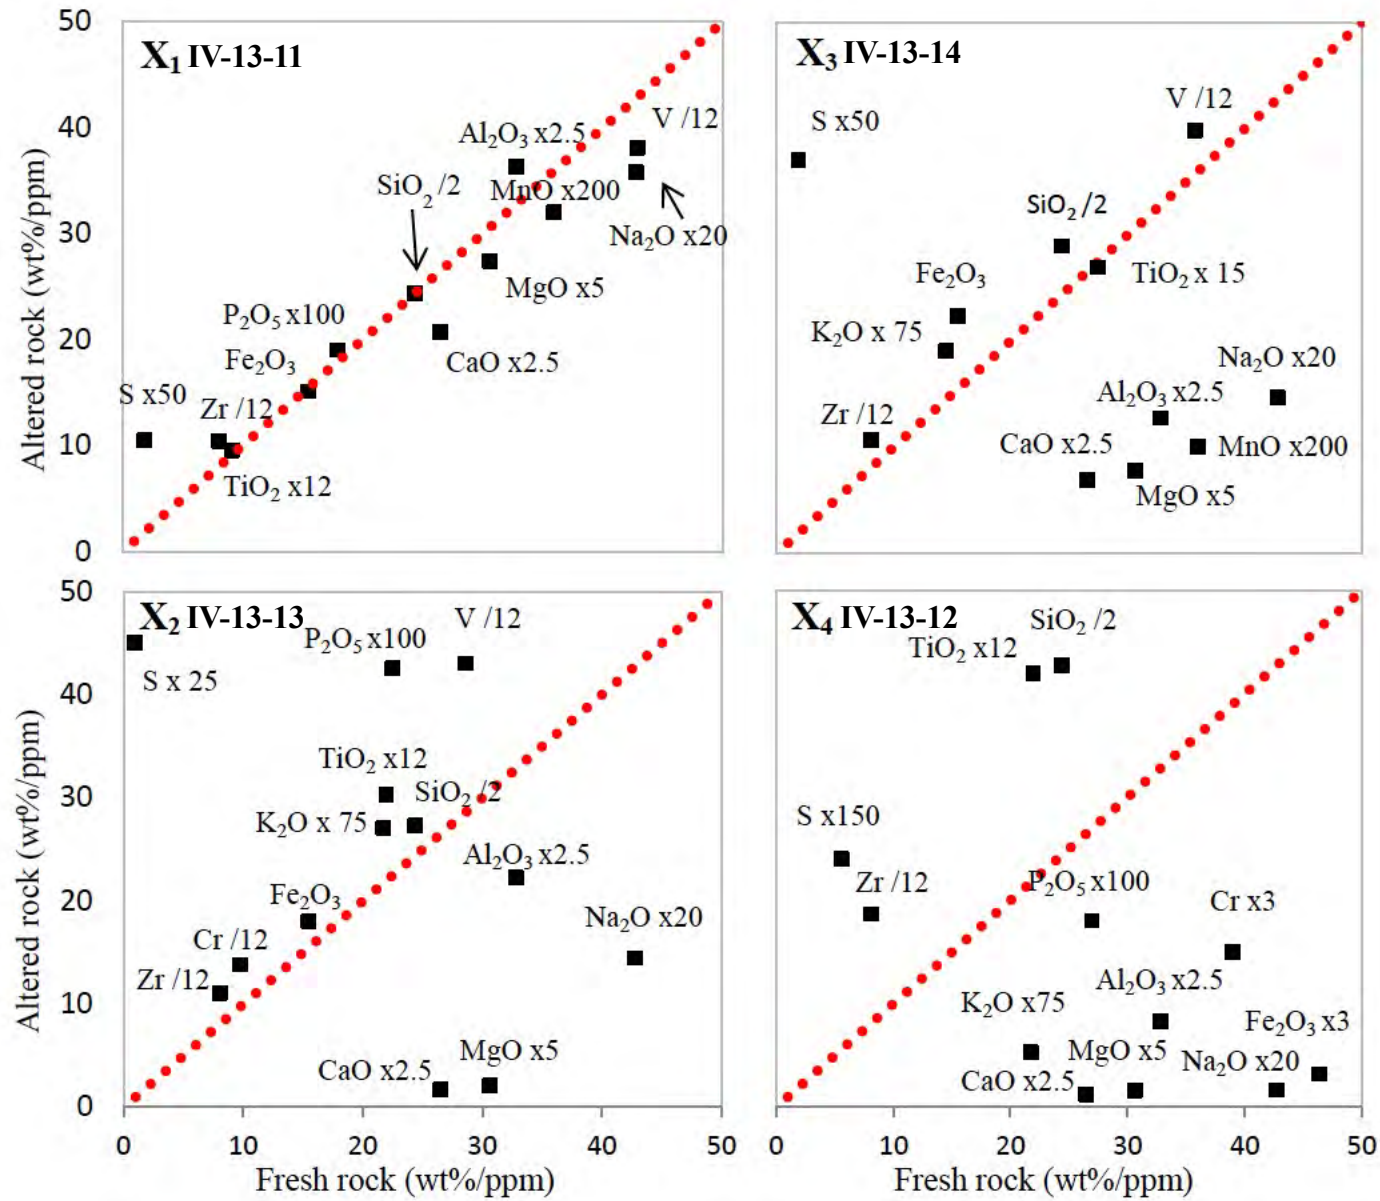 X₁ IV-13-11
50
40
30
20
10
0
Altered rock (wt%/ppm)
V /12
Al₂O₃ x2.5
SiO₂ /2
MnO x200
Na₂O x20
MgO x5
P₂O₅ x100
CaO x2.5
Fe₂O₃
S x50
Zr /12
TiO₂ x12
X₃ IV-13-14
V /12
S x50
SiO₂ /2
Fe₂O₃
TiO₂ x 15
K₂O x 75
Na₂O x20
Al₂O₃ x2.5
Zr /12
CaO x2.5
MnO x200
MgO x5
X₂ IV-13-13
50
40
30
20
10
0
Altered rock (wt%/ppm)
V /12
P₂O₅ x100
S x 25
TiO₂ x12
SiO₂ /2
K₂O x 75
Al₂O₃ x2.5
Fe₂O₃
Na₂O x20
Cr /12
Zr /12
MgO x5
CaO x2.5
0 10 20 30 40 50
Fresh rock (wt%/ppm)
X₄ IV-13-12
SiO₂ /2
TiO₂ x12
S x150
Zr /12
P₂O₅ x100
Cr x3
Al₂O₃ x2.5
K₂O x75
Fe₂O₃ x3
MgO x5
Na₂O x20
CaO x2.5
0 10 20 30 40 50
Fresh rock (wt%/ppm)